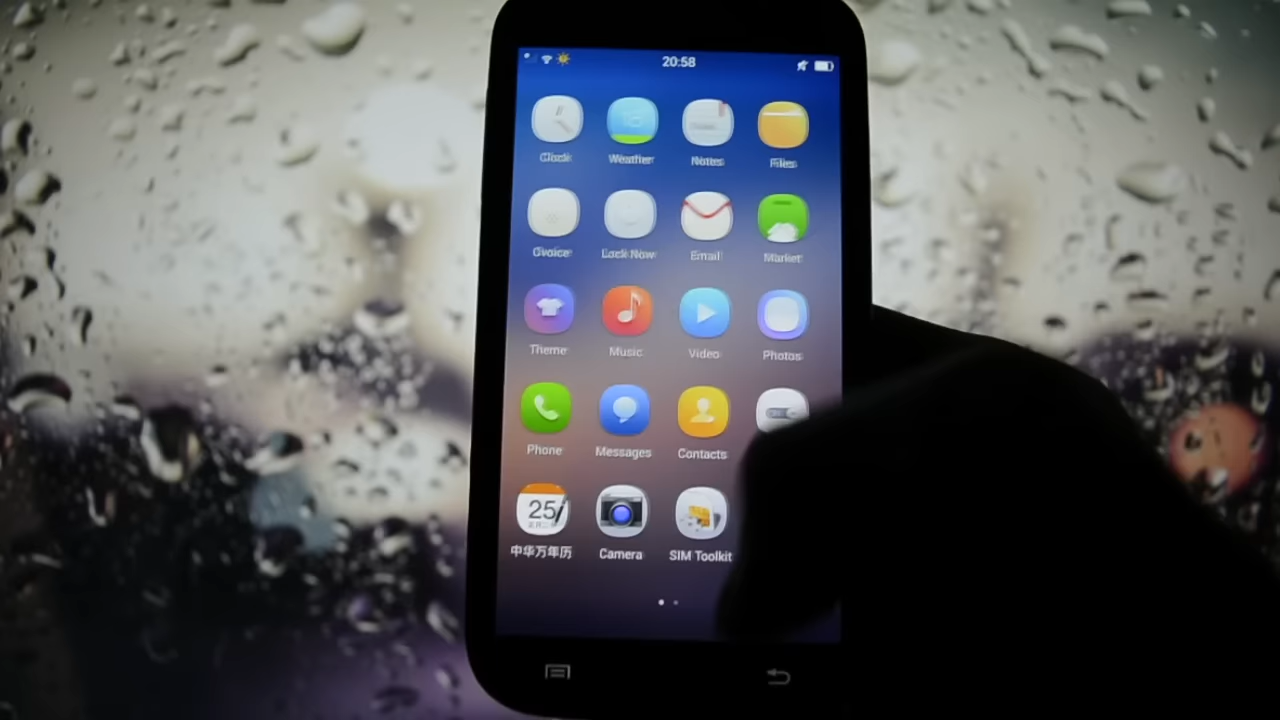 20:58
Clock Weather Notes Files
Cvoice Lock Now Email Market
Theme Music Video Photos
Phone Messages Contacts
25
中华万年历 Camera SIM Toolkit